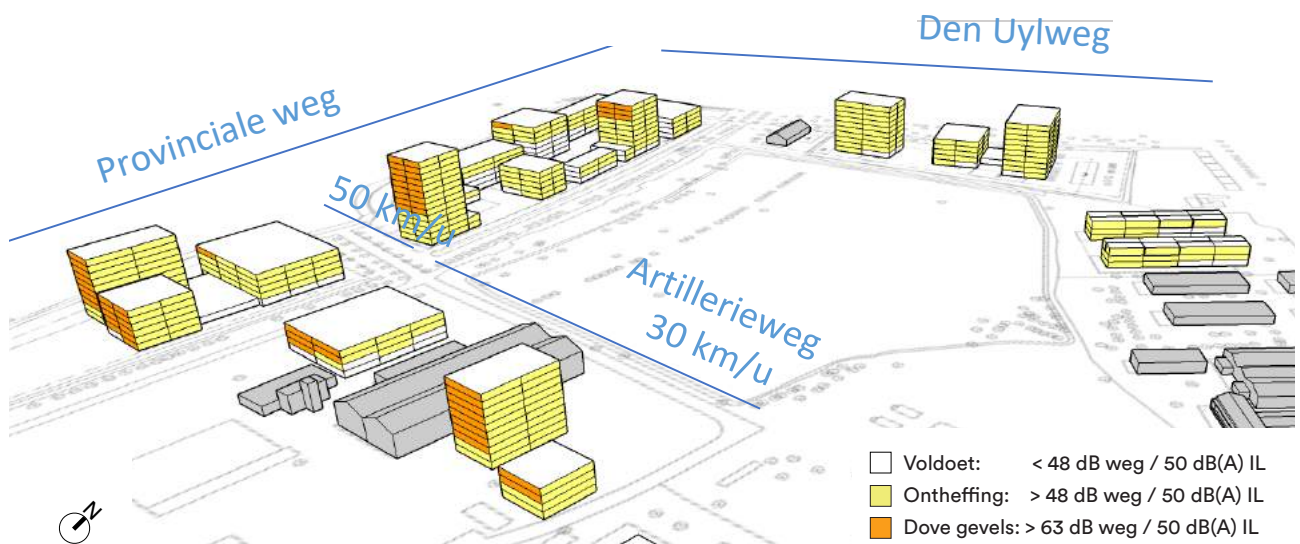 Den Uylweg
Provinciale weg
50 km/u
Artillerieweg
30 km/u
Voldoet: < 48 dB weg / 50 dB(A) IL
Ontheffing: > 48 dB weg / 50 dB(A) IL
Dove gevels: > 63 dB weg / 50 dB(A) IL
N